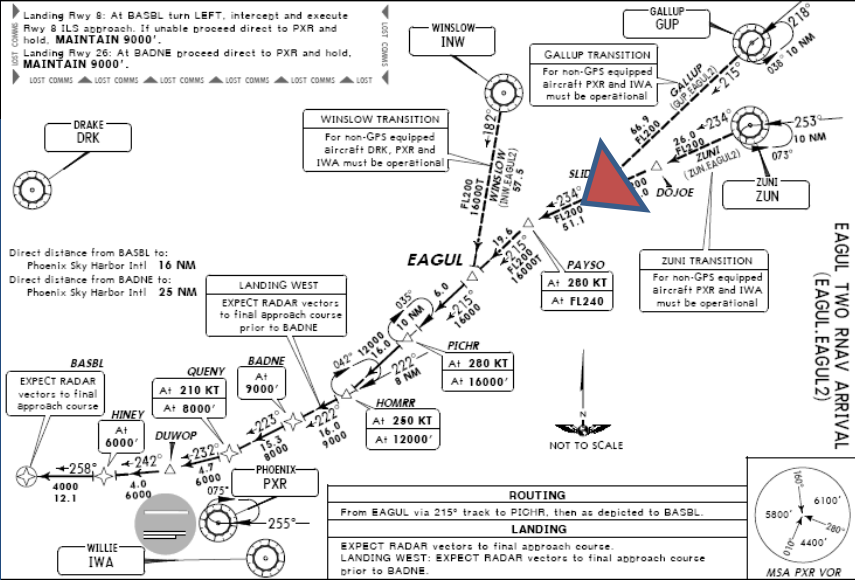 Landing Rwy 8: At BASBL turn LEFT, intercept and execute
Rwy 8 ILS approach. If unable proceed direct to PXR and
hold, MAINTAIN 9000'.
Landing Rwy 26: At BADNE proceed direct to PXR and hold,
MAINTAIN 9000'.
LOST COMMS LOST COMMS LOST COMMS LOST COMMS LOST
LOST COMMS
LOST COMMS
WINSLOW
INW
GALLUP
GUP
218°
038° 10 NM
215°
GALLUP
(GUP.EAGUL2)
66.9
FL200
GALLUP TRANSITION
For non-GPS equipped
aircraft PXR and IWA
must be operational
DRAKE
DRK
WINSLOW TRANSITION
For non-GPS equipped
aircraft DRK, PXR and
IWA must be operational
182°
WINSLOW
(INW.EAGUL2)
57.5
FL200
16000T
253°
10 NM
073°
234°
26.0
FL200
ZUNI
(ZUN.EAGUL2)
ZUNI
ZUN
DOJOE
234°
FL200
51.1
Direct distance from BASBL to:
Phoenix Sky Harbor Intl 16 NM
Direct distance from BADNE to:
Phoenix Sky Harbor Intl 25 NM
EAGUL
19.6
215°
FL200
16000T
PAYSO
At 280 KT
At FL240
ZUNI TRANSITION
For non-GPS equipped
aircraft PXR and IWA
must be operational
EAGUL TWO RNAV ARRIVAL
(EAGUL.EAGUL2)
LANDING WEST
EXPECT RADAR vectors
to final approach course
prior to BADNE
035°
10 NM
6.0
215°
16000
PICHR
At 280 KT
At 16000'
042°
12000
16.0
222°
8 NM
HOMRR
At 250 KT
At 12000'
BASBL
EXPECT RADAR
vectors to final
approach course
QUENY
At 210 KT
At 8000'
BADNE
At
9000'
HINEY
At
6000'
DUWOP
223°
15.3
8000
222°
16.0
9000
232°
4.7
6000
242°
4.0
6000
258°
4000
12.1
N
NOT TO SCALE
PHOENIX
PXR
075°
255°
WILLIE
IWA
ROUTING
From EAGUL via 215° track to PICHR, then as depicted to BASBL.
LANDING
EXPECT RADAR vectors to final approach course.
LANDING WEST: EXPECT RADAR vectors to final approach course
prior to BADNE.
160°
6100'
5800'
280°
010°
4400'
MSA PXR VOR